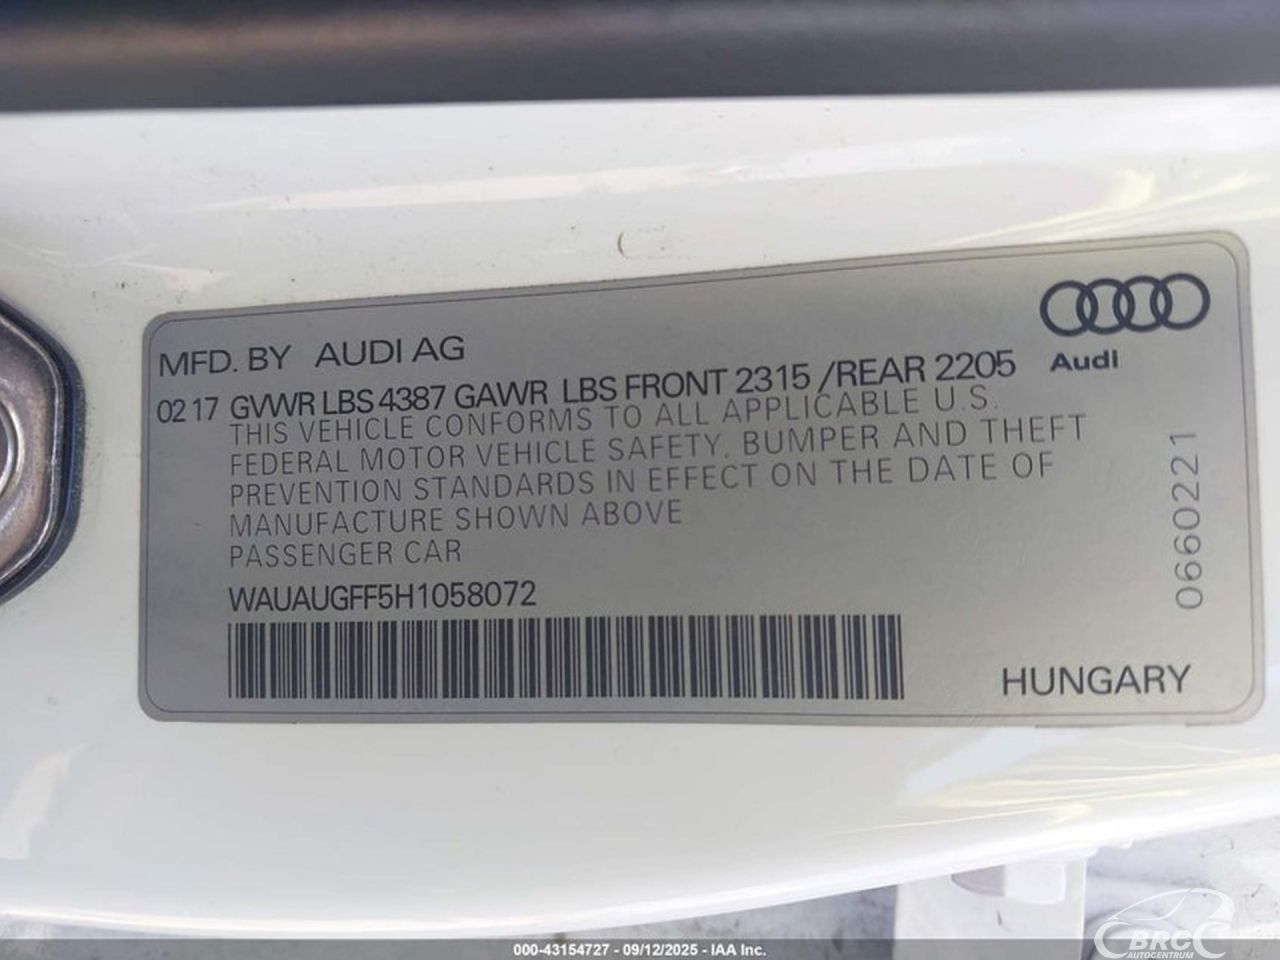 MFD. BY AUDI AG
Audi
02 17 GVWR LBS 4387 GAWR LBS FRONT 2315 /REAR 2205
THIS VEHICLE CONFORMS TO ALL APPLICABLE U.S.
FEDERAL MOTOR VEHICLE SAFETY, BUMPER AND THEFT
PREVENTION STANDARDS IN EFFECT ON THE DATE OF
MANUFACTURE SHOWN ABOVE
PASSENGER CAR
WAUAUGFF5H1058072
0660221
HUNGARY
000-43154727 - 09/12/2025 - IAA Inc.
BRC
AUTOCENTRUM